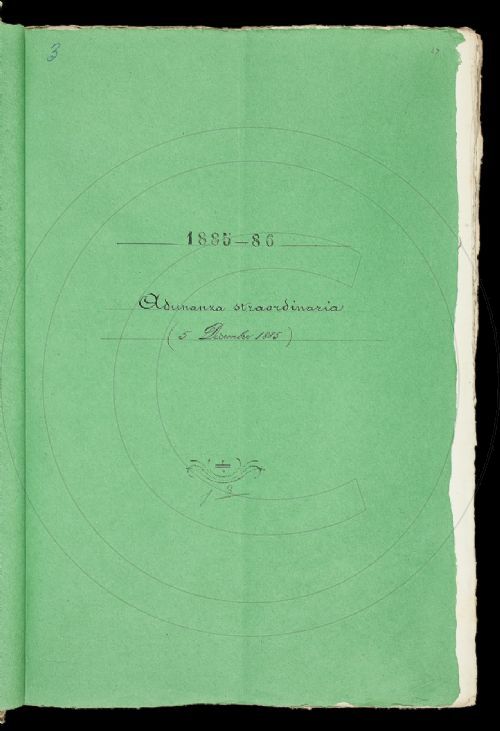 3
1885-86
Adunanza straordinaria
(5 Dicembre 1885)